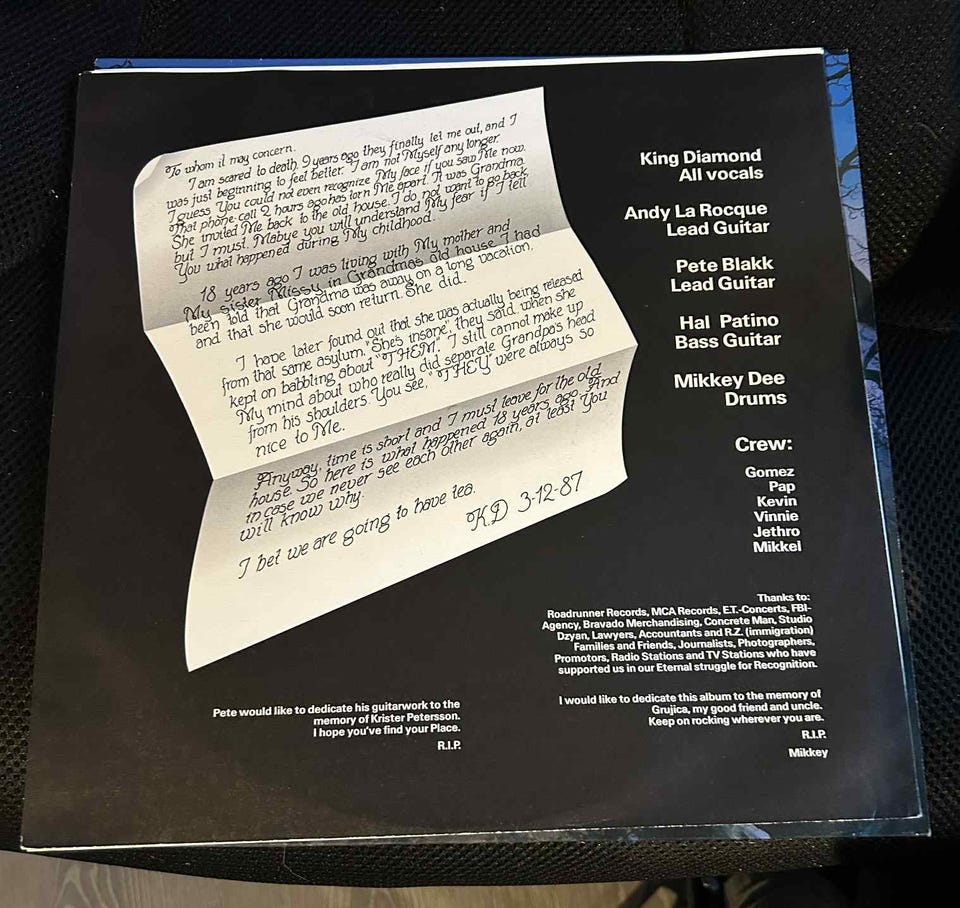 To whom it may concern.
I am scared to death. 9 years ago they finally let me out, and I
was just beginning to feel better. I am not Myself any longer.
I guess You could not even recognize My face if you saw Me now.
That phone-call 2 hours ago has torn Me apart. It was Grandma.
She invited Me back to the old house. I do not want to go back,
but I must. Mabye you will understand My fear if I tell
You what happened during My childhood.
18 years ago I was living with My mother and
My sister Missy in Grandmas old house. I had
been told that Grandma was away on a long vacation,
and that she would soon return. She did.
I have later found out that she was actually being released
from that same asylum. "She's insane", they said, when she
kept on babbling about "THEM". I still cannot make up
My mind about who really did separate Grandpa's head
from his shoulders. You see, "THEY" were always so
nice to Me.
Anyway, time is short and I must leave for the old
house. So here is what happened 18 years ago. And
in case we never see each other again, at least You
will know why.
I bet we are going to have tea.
KD 3-12-87
King Diamond
All vocals
Andy La Rocque
Lead Guitar
Pete Blakk
Lead Guitar
Hal Patino
Bass Guitar
Mikkey Dee
Drums
Crew:
Gomez
Pap
Kevin
Vinnie
Jethro
Mikkel
Thanks to:
Roadrunner Records, MCA Records, E.T.-Concerts, FBI-
Agency, Bravado Merchandising, Concrete Man, Studio
Dzyan, Lawyers, Accountants and R.Z. (immigration)
Families and Friends, Journalists, Photographers,
Promotors, Radio Stations and TV Stations who have
supported us in our Eternal struggle for Recognition.
Pete would like to dedicate his guitarwork to the
memory of Krister Petersson.
I hope you've find your Place.
R.I.P.
I would like to dedicate this album to the memory of
Grujica, my good friend and uncle.
Keep on rocking wherever you are.
R.I.P.
Mikkey